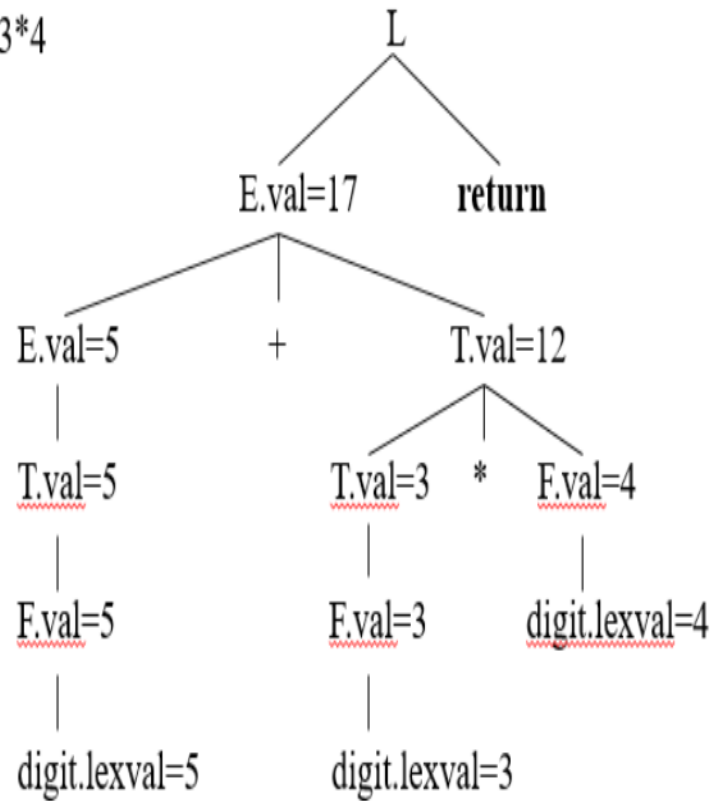 3*4
L
E.val=17 return
E.val=5 + T.val=12
T.val=5 T.val=3 * F.val=4
F.val=5 F.val=3 digit.lexval=4
digit.lexval=5 digit.lexval=3